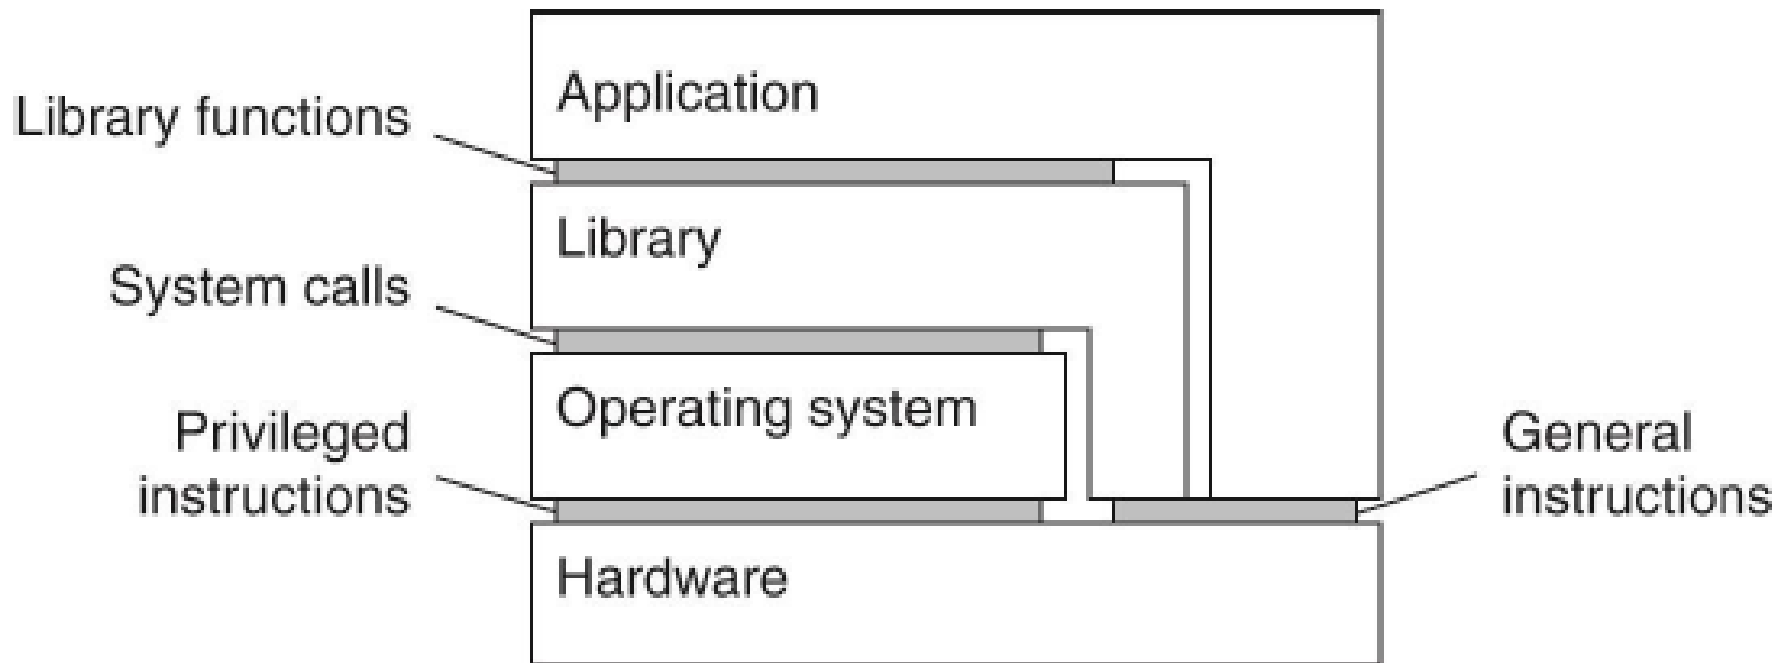 Application
Library functions
Library
System calls
Operating system
Privileged
instructions
General
instructions
Hardware